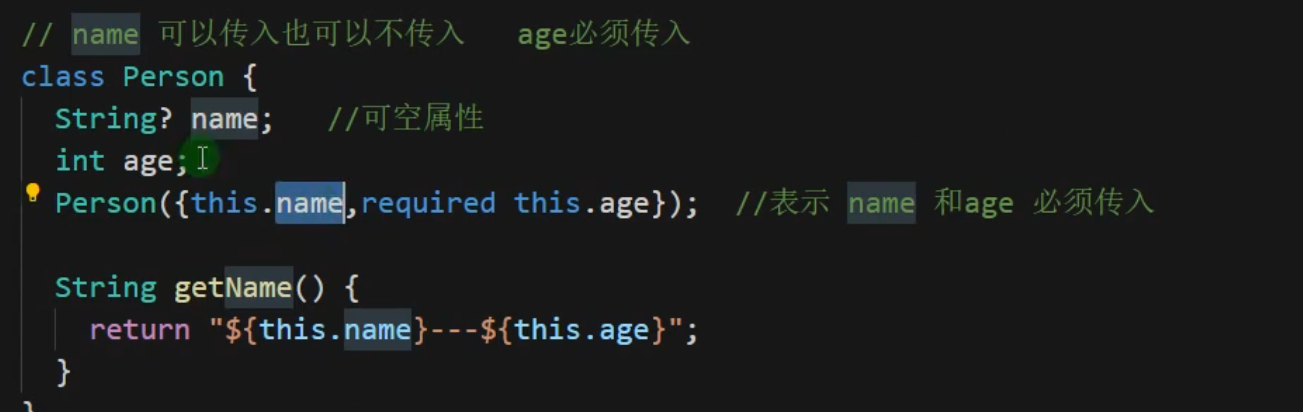 // name 可以传入也可以不传入   age必须传入
class Person {
  String? name;   //可空属性
  int age;
  Person({this.name,required this.age});  //表示 name 和age 必须传入
  String getName() {
    return "${this.name}---${this.age}";
  }
}